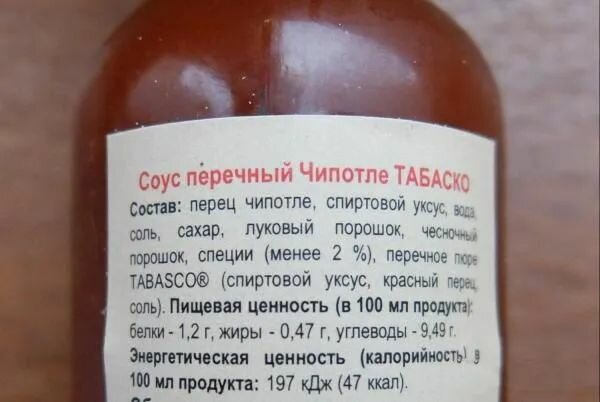 Соус перечный Чипотле ТАБАСКО
Состав: перец чипотле, спиртовой уксус, вода,
соль, сахар, луковый порошок, чесночный
порошок, специи (менее 2 %), перечное пюре
TABASCO® (спиртовой уксус, красный перец,
соль). Пищевая ценность (в 100 мл продукта):
белки - 1,2 г, жиры - 0,47 г, углеводы - 9,49 г.
Энергетическая ценность (калорийность) в
100 мл продукта: 197 кДж (47 ккал).